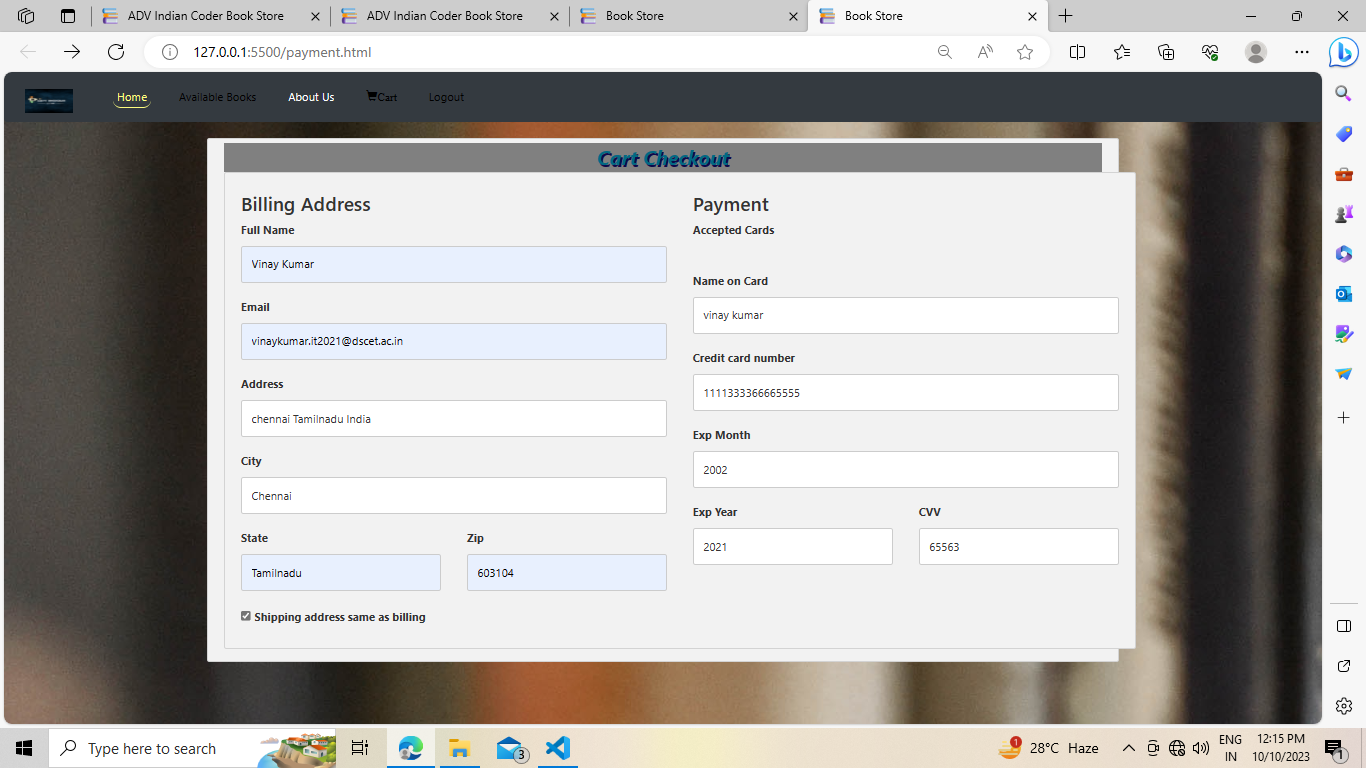 ADV Indian Coder Book Store
ADV Indian Coder Book Store
Book Store
Book Store
127.0.0.1:5500/payment.html
Home
Available Books
About Us
Cart
Logout
Cart Checkout
Billing Address
Full Name
Vinay Kumar
Email
vinaykumar.it2021@dscet.ac.in
Address
chennai Tamilnadu India
City
Chennai
State
Zip
Tamilnadu
603104
Shipping address same as billing
Payment
Accepted Cards
Name on Card
vinay kumar
Credit card number
1111333366665555
Exp Month
2002
Exp Year
CVV
2021
65563
Type here to search
3
1
28°C Haze
ENG
IN
12:15 PM
10/10/2023
1